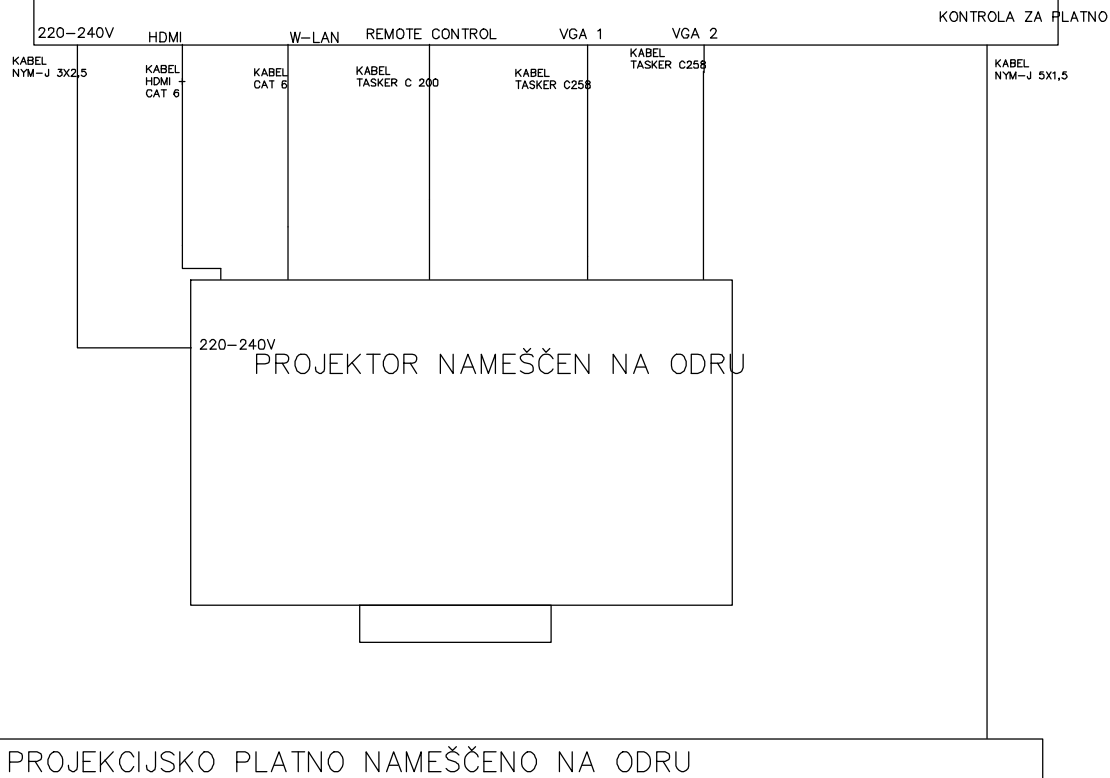 KONTROLA ZA PLATNO
220-240V
HDMI
W-LAN
REMOTE CONTROL
VGA 1
VGA 2
KABEL
NYM-J 3X2,5
KABEL
HDMI +
CAT 6
KABEL
CAT 6
KABEL
TASKER C 200
KABEL
TASKER C258
KABEL
TASKER C258
KABEL
NYM-J 5X1,5
220-240V
PROJEKTOR NAMEŠČEN NA ODRU
PROJEKCIJSKO PLATNO NAMEŠČENO NA ODRU